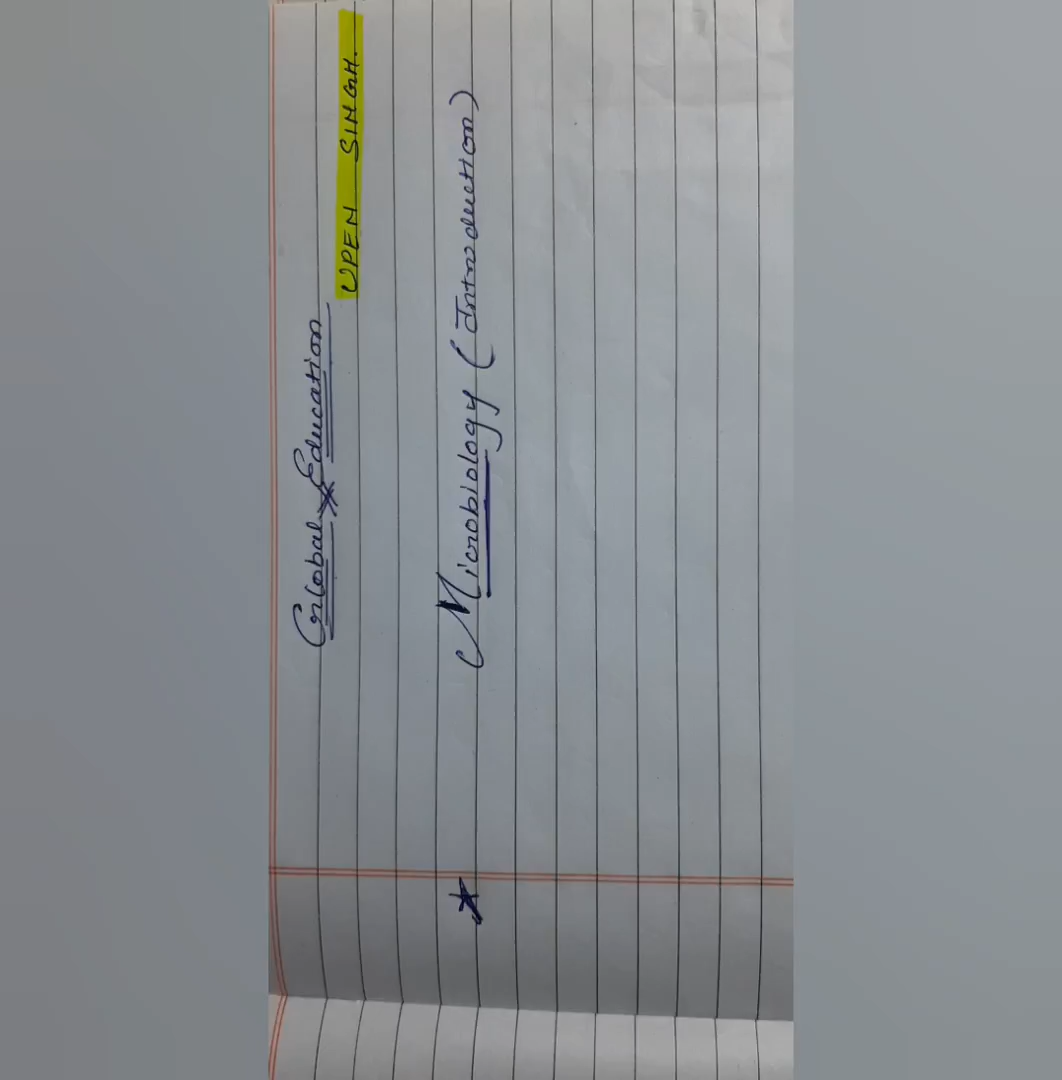 Global ★ Education
UPEN SINGH.
★ Microbiology (Introduction)